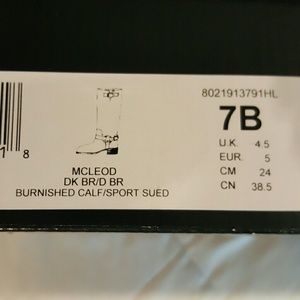 8021913791HL
7B
U.K. 4.5
EUR. 5
CM 24
CN 38.5
18
MCLEOD
DK BR/D BR
BURNISHED CALF/SPORT SUED